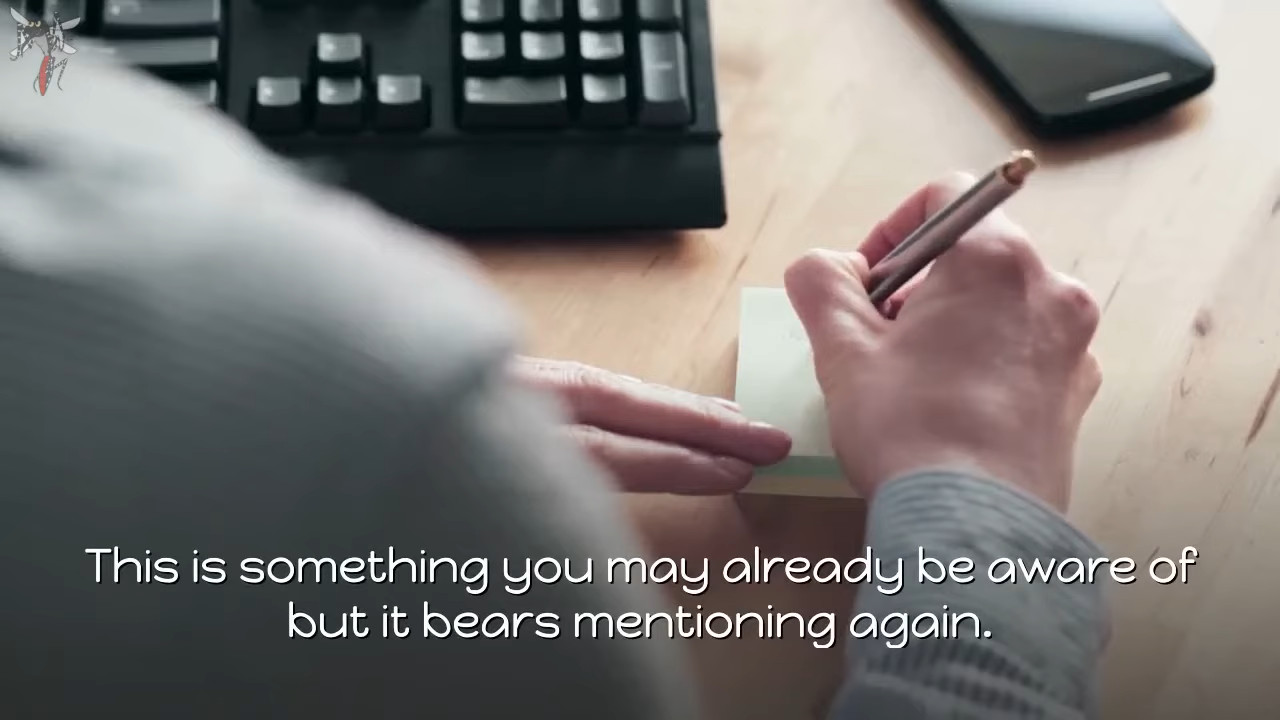 This is something you may already be aware of
but it bears mentioning again.